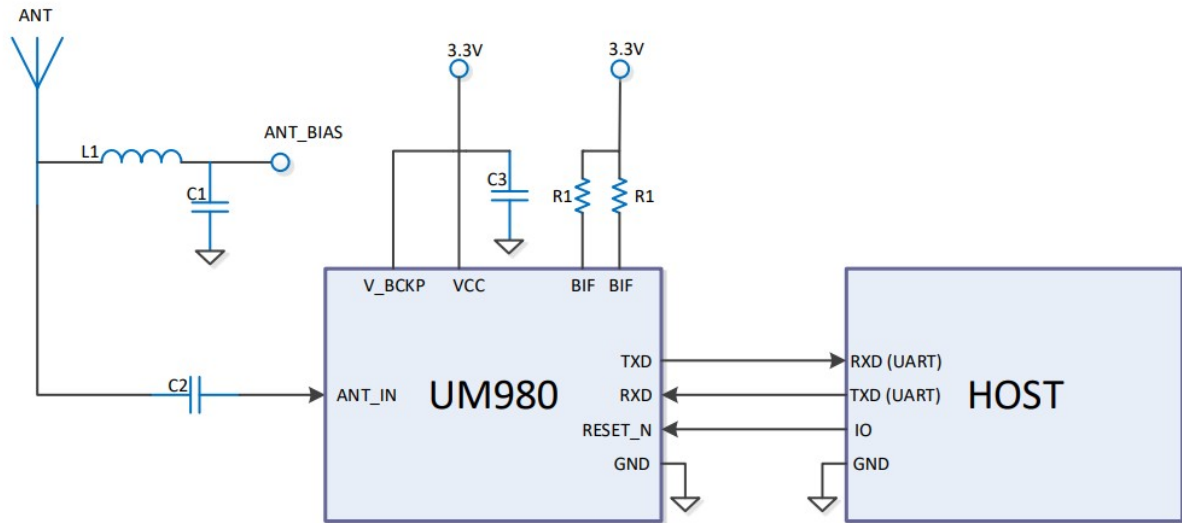 ANT
3.3V
3.3V
ANT_BIAS
L1
C1
C3
R1
R1
V_BCKP
VCC
BIF
BIF
TXD
RXD (UART)
C2
ANT_IN
UM980
RXD
TXD (UART)
HOST
RESET_N
IO
GND
GND